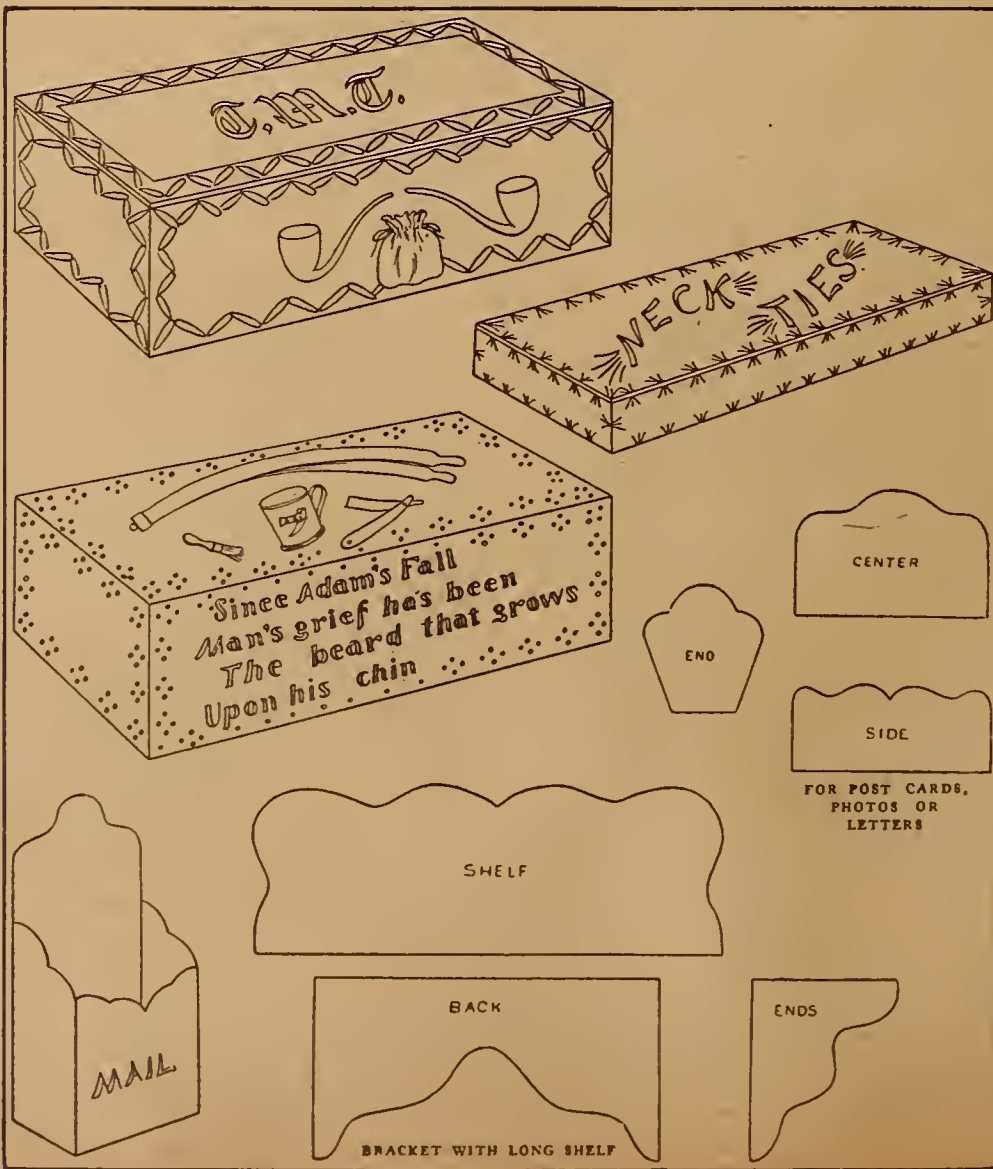 T.M.T.
NECK
TIES
Since Adam's Fall
Man's grief has been
The beard that grows
Upon his chin
CENTER
END
SIDE
FOR POST CARDS,
PHOTOS OR
LETTERS
SHELF
MAIL
BACK
ENDS
BRACKET WITH LONG SHELF